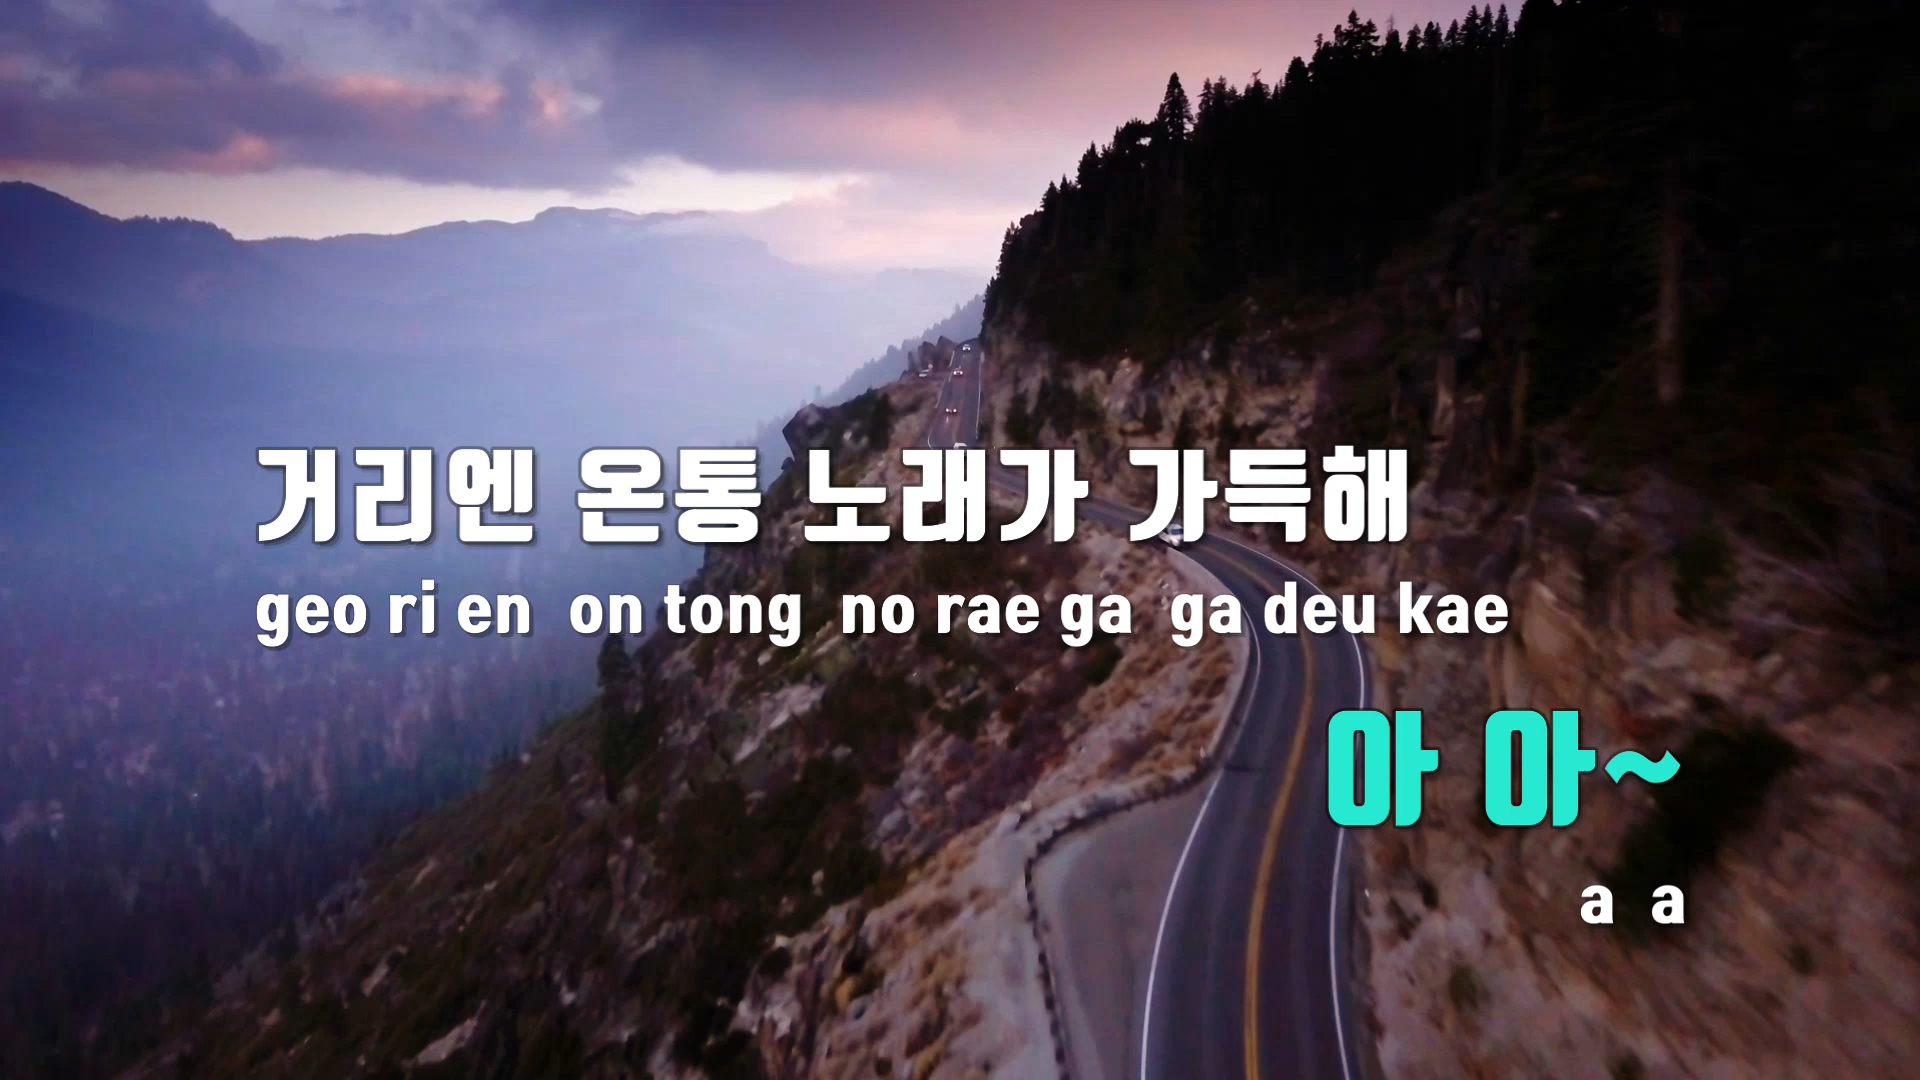 거리엔 온통 노래가 가득해
geo ri en on tong no rae ga ga deu kae
아 아~
a a